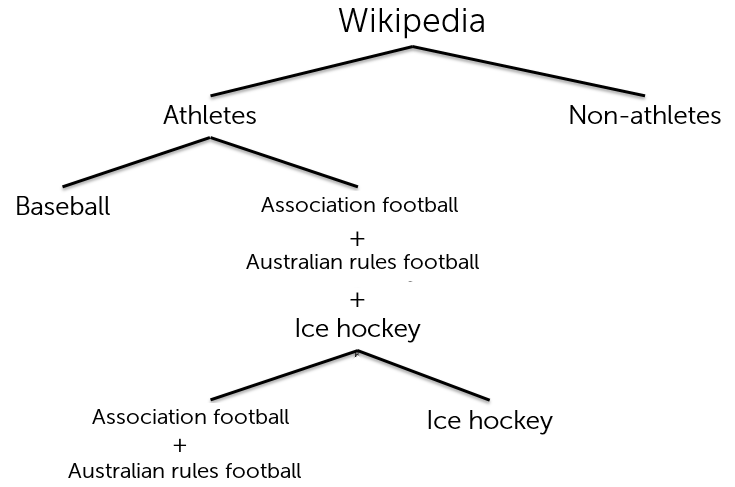 Wikipedia
Athletes
Non-athletes
Baseball
Association football
+
Australian rules football
+
Ice hockey
Association football
+
Australian rules football
Ice hockey